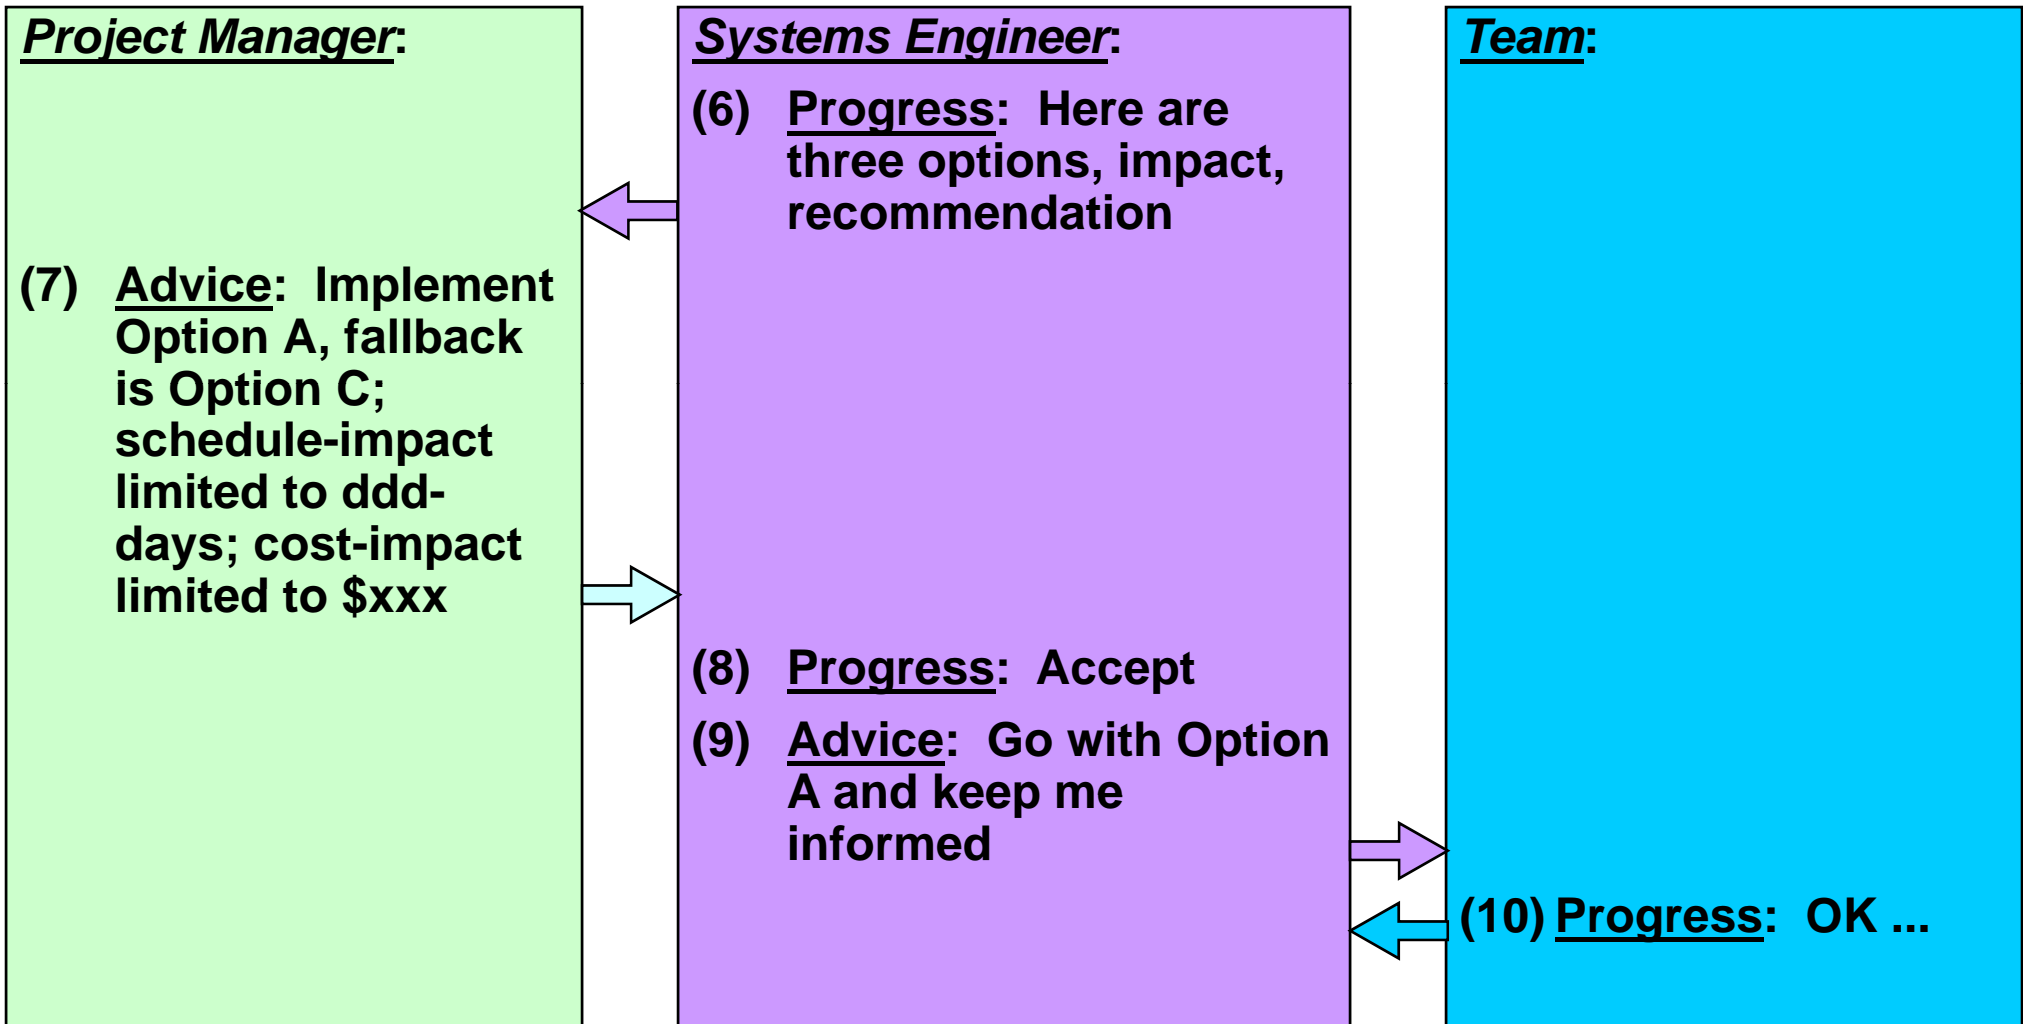 Project Manager:
(7) Advice: Implement
Option A, fallback
is Option C;
schedule-impact
limited to ddd-
days; cost-impact
limited to $xxx
Systems Engineer:
(6) Progress: Here are
three options, impact,
recommendation
(8) Progress: Accept
(9) Advice: Go with Option
A and keep me
informed
Team:
(10) Progress: OK ...